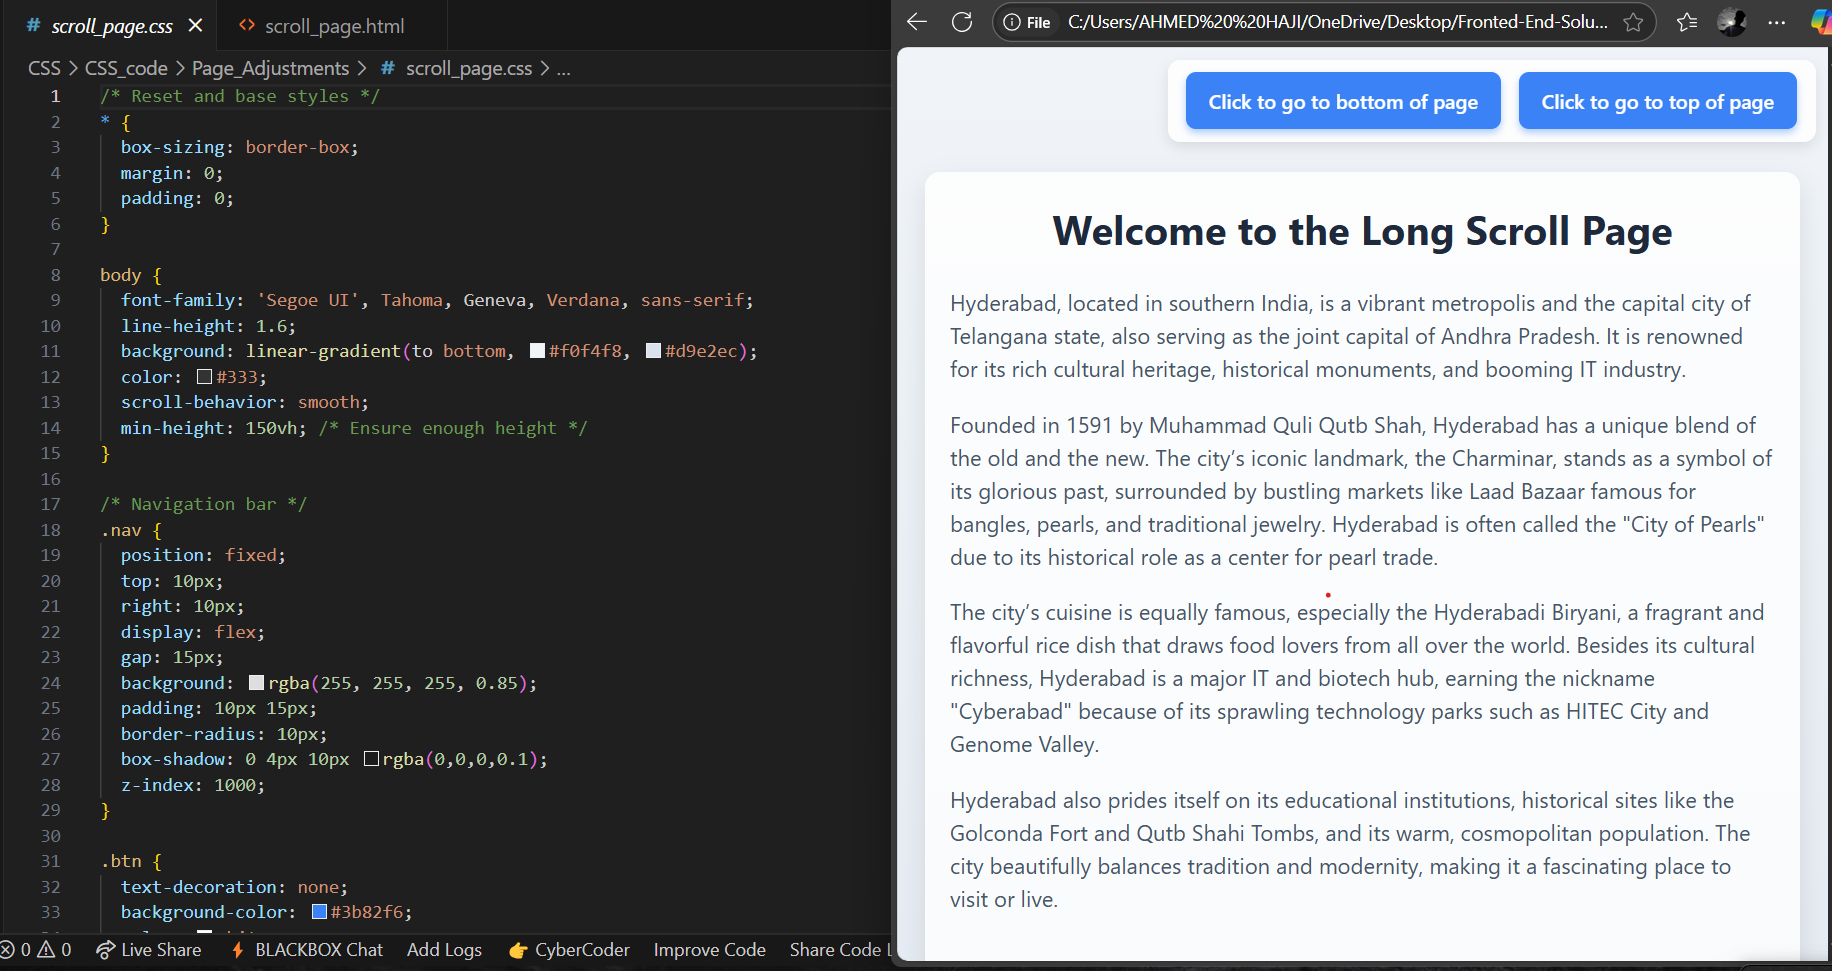 # scroll_page.css ×
<> scroll_page.html
CSS > CSS_code > Page_Adjustments > # scroll_page.css > ...
1 /* Reset and base styles */
2 * {
3 box-sizing: border-box;
4 margin: 0;
5 padding: 0;
6 }
7
8 body {
9 font-family: 'Segoe UI', Tahoma, Geneva, Verdana, sans-serif;
10 line-height: 1.6;
11 background: linear-gradient(to bottom, #f0f4f8, #d9e2ec);
12 color: #333;
13 scroll-behavior: smooth;
14 min-height: 150vh; /* Ensure enough height */
15 }
16
17 /* Navigation bar */
18 .nav {
19 position: fixed;
20 top: 10px;
21 right: 10px;
22 display: flex;
23 gap: 15px;
24 background: rgba(255, 255, 255, 0.85);
25 padding: 10px 15px;
26 border-radius: 10px;
27 box-shadow: 0 4px 10px rgba(0,0,0,0.1);
28 z-index: 1000;
29 }
30
31 .btn {
32 text-decoration: none;
33 background-color: #3b82f6;
0 0 Live Share BLACKBOX Chat Add Logs 👉 CyberCoder Improve Code Share Code L
File C:/Users/AHMED%20%20HAJI/OneDrive/Desktop/Fronted-End-Solu...
Click to go to bottom of page
Click to go to top of page
Welcome to the Long Scroll Page
Hyderabad, located in southern India, is a vibrant metropolis and the capital city of
Telangana state, also serving as the joint capital of Andhra Pradesh. It is renowned
for its rich cultural heritage, historical monuments, and booming IT industry.
Founded in 1591 by Muhammad Quli Qutb Shah, Hyderabad has a unique blend of
the old and the new. The city’s iconic landmark, the Charminar, stands as a symbol of
its glorious past, surrounded by bustling markets like Laad Bazaar famous for
bangles, pearls, and traditional jewelry. Hyderabad is often called the "City of Pearls"
due to its historical role as a center for pearl trade.
The city’s cuisine is equally famous, especially the Hyderabadi Biryani, a fragrant and
flavorful rice dish that draws food lovers from all over the world. Besides its cultural
richness, Hyderabad is a major IT and biotech hub, earning the nickname
"Cyberabad" because of its sprawling technology parks such as HITEC City and
Genome Valley.
Hyderabad also prides itself on its educational institutions, historical sites like the
Golconda Fort and Qutb Shahi Tombs, and its warm, cosmopolitan population. The
city beautifully balances tradition and modernity, making it a fascinating place to
visit or live.